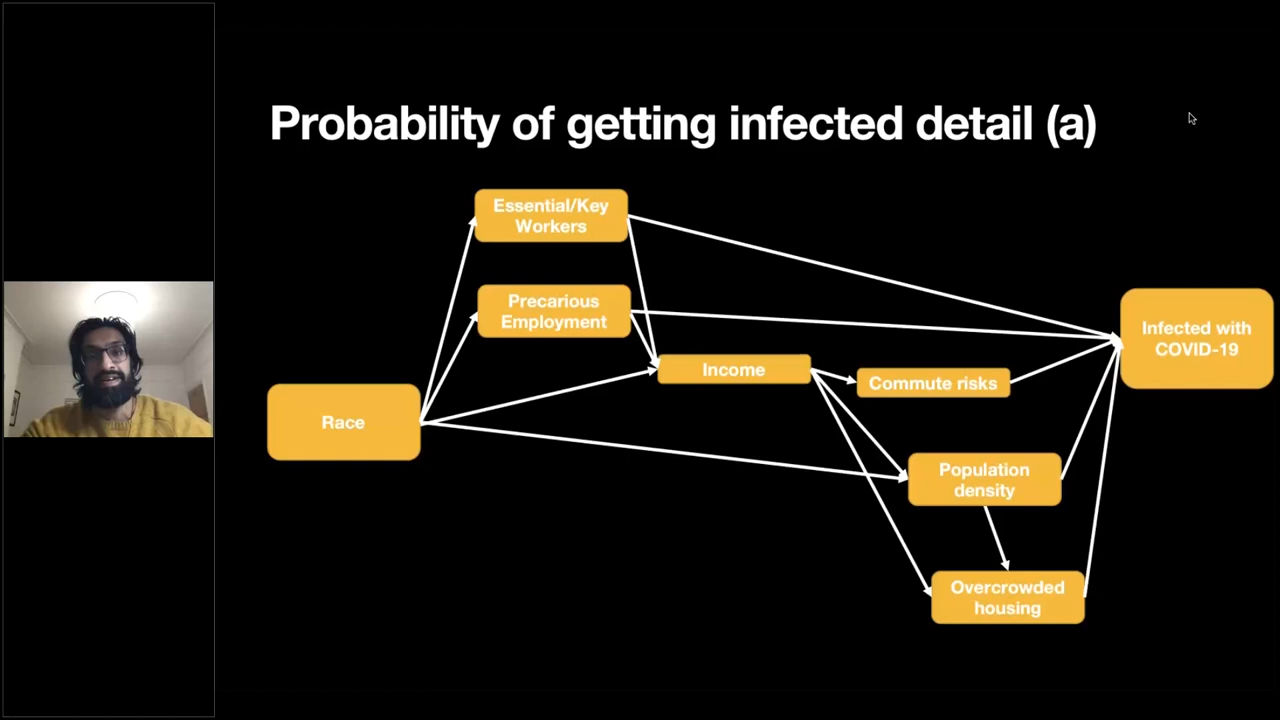 Probability of getting infected detail (a)
Essential/Key
Workers
Precarious
Employment
Infected with
COVID-19
Income
Commute risks
Race
Population
density
Overcrowded
housing